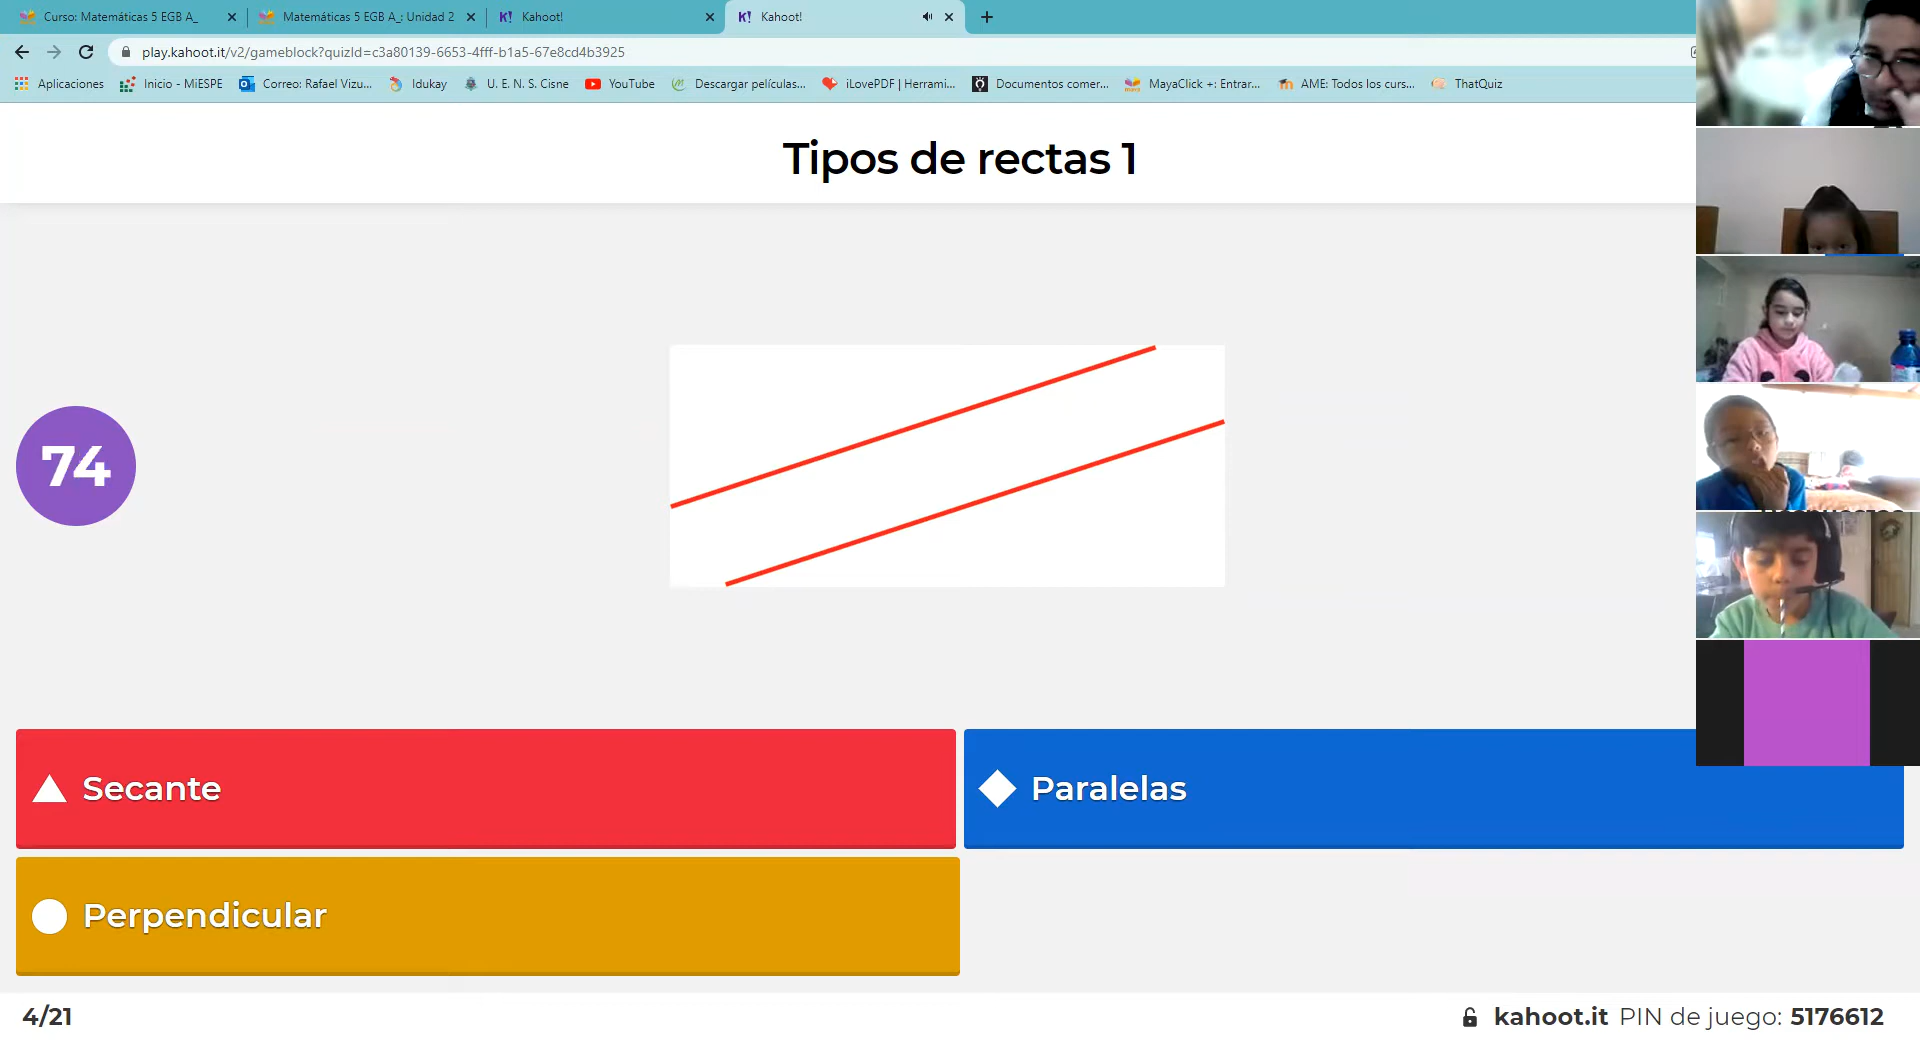 Curso: Matemáticas 5 EGB A_
Matemáticas 5 EGB A_: Unidad 2
K! Kahoot!
K! Kahoot!
play.kahoot.it/v2/gameblock?quizId=c3a80139-6653-4fff-b1a5-67e8cd4b3925
Aplicaciones
Inicio - MiESPE
Correo: Rafael Vizu...
Idukay
U. E. N. S. Cisne
YouTube
Descargar películas...
iLovePDF | Herrami...
Documentos comer...
MayaClick +: Entrar...
AME: Todos los curs...
ThatQuiz
Tipos de rectas 1
74
Secante
Paralelas
Perpendicular
4/21
kahoot.it PIN de juego: 5176612